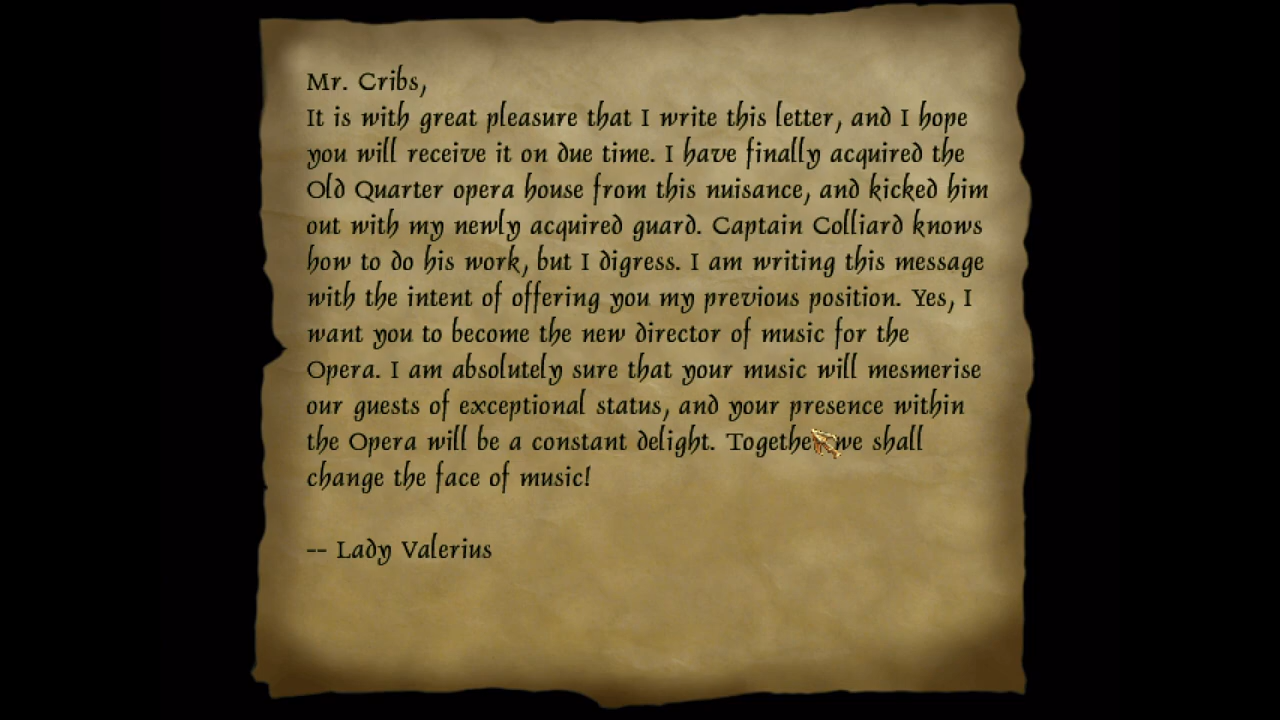 Mr. Cribs,
It is with great pleasure that I write this letter, and I hope
you will receive it on due time. I have finally acquired the
Old Quarter opera house from this nuisance, and kicked him
out with my newly acquired guard. Captain Colliard knows
how to do his work, but I digress. I am writing this message
with the intent of offering you my previous position. Yes, I
want you to become the new director of music for the
Opera. I am absolutely sure that your music will mesmerise
our guests of exceptional status, and your presence within
the Opera will be a constant delight. Together we shall
change the face of music!
-- Lady Valerius